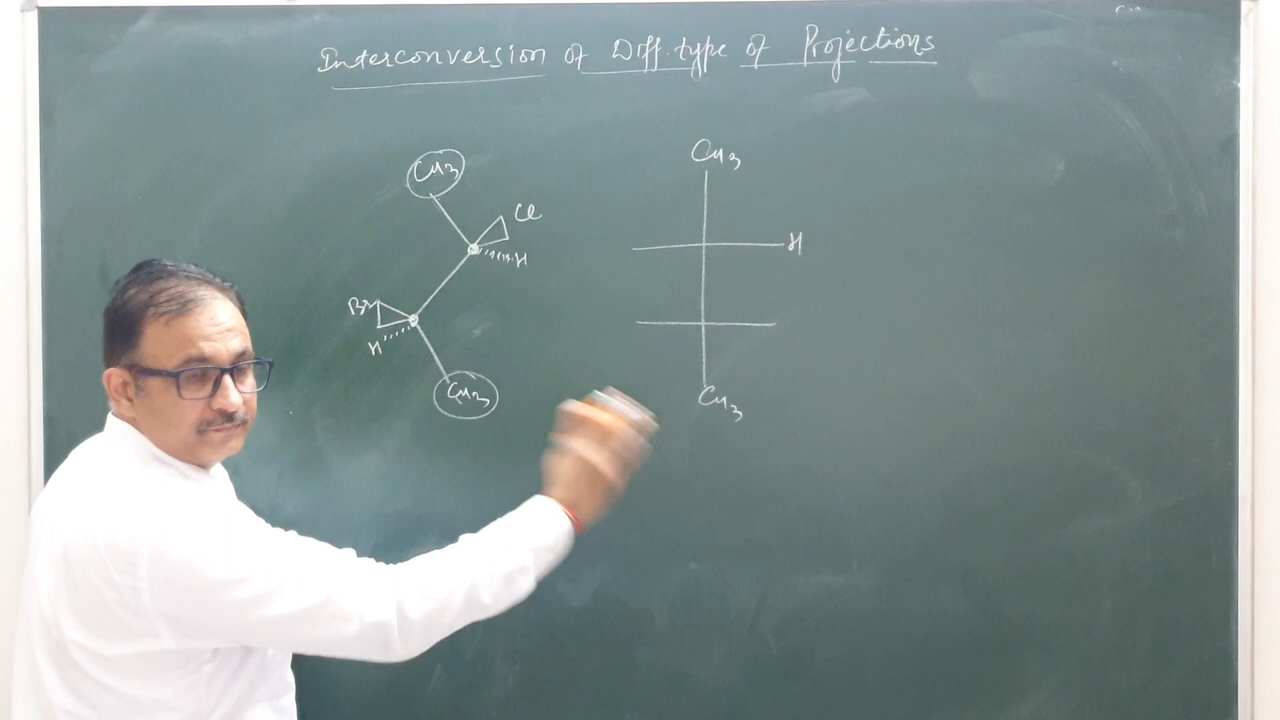 Interconversion of Diff. type of Projections
CH3
Cl
H
Br
H
CH3
CH3
H
CH3